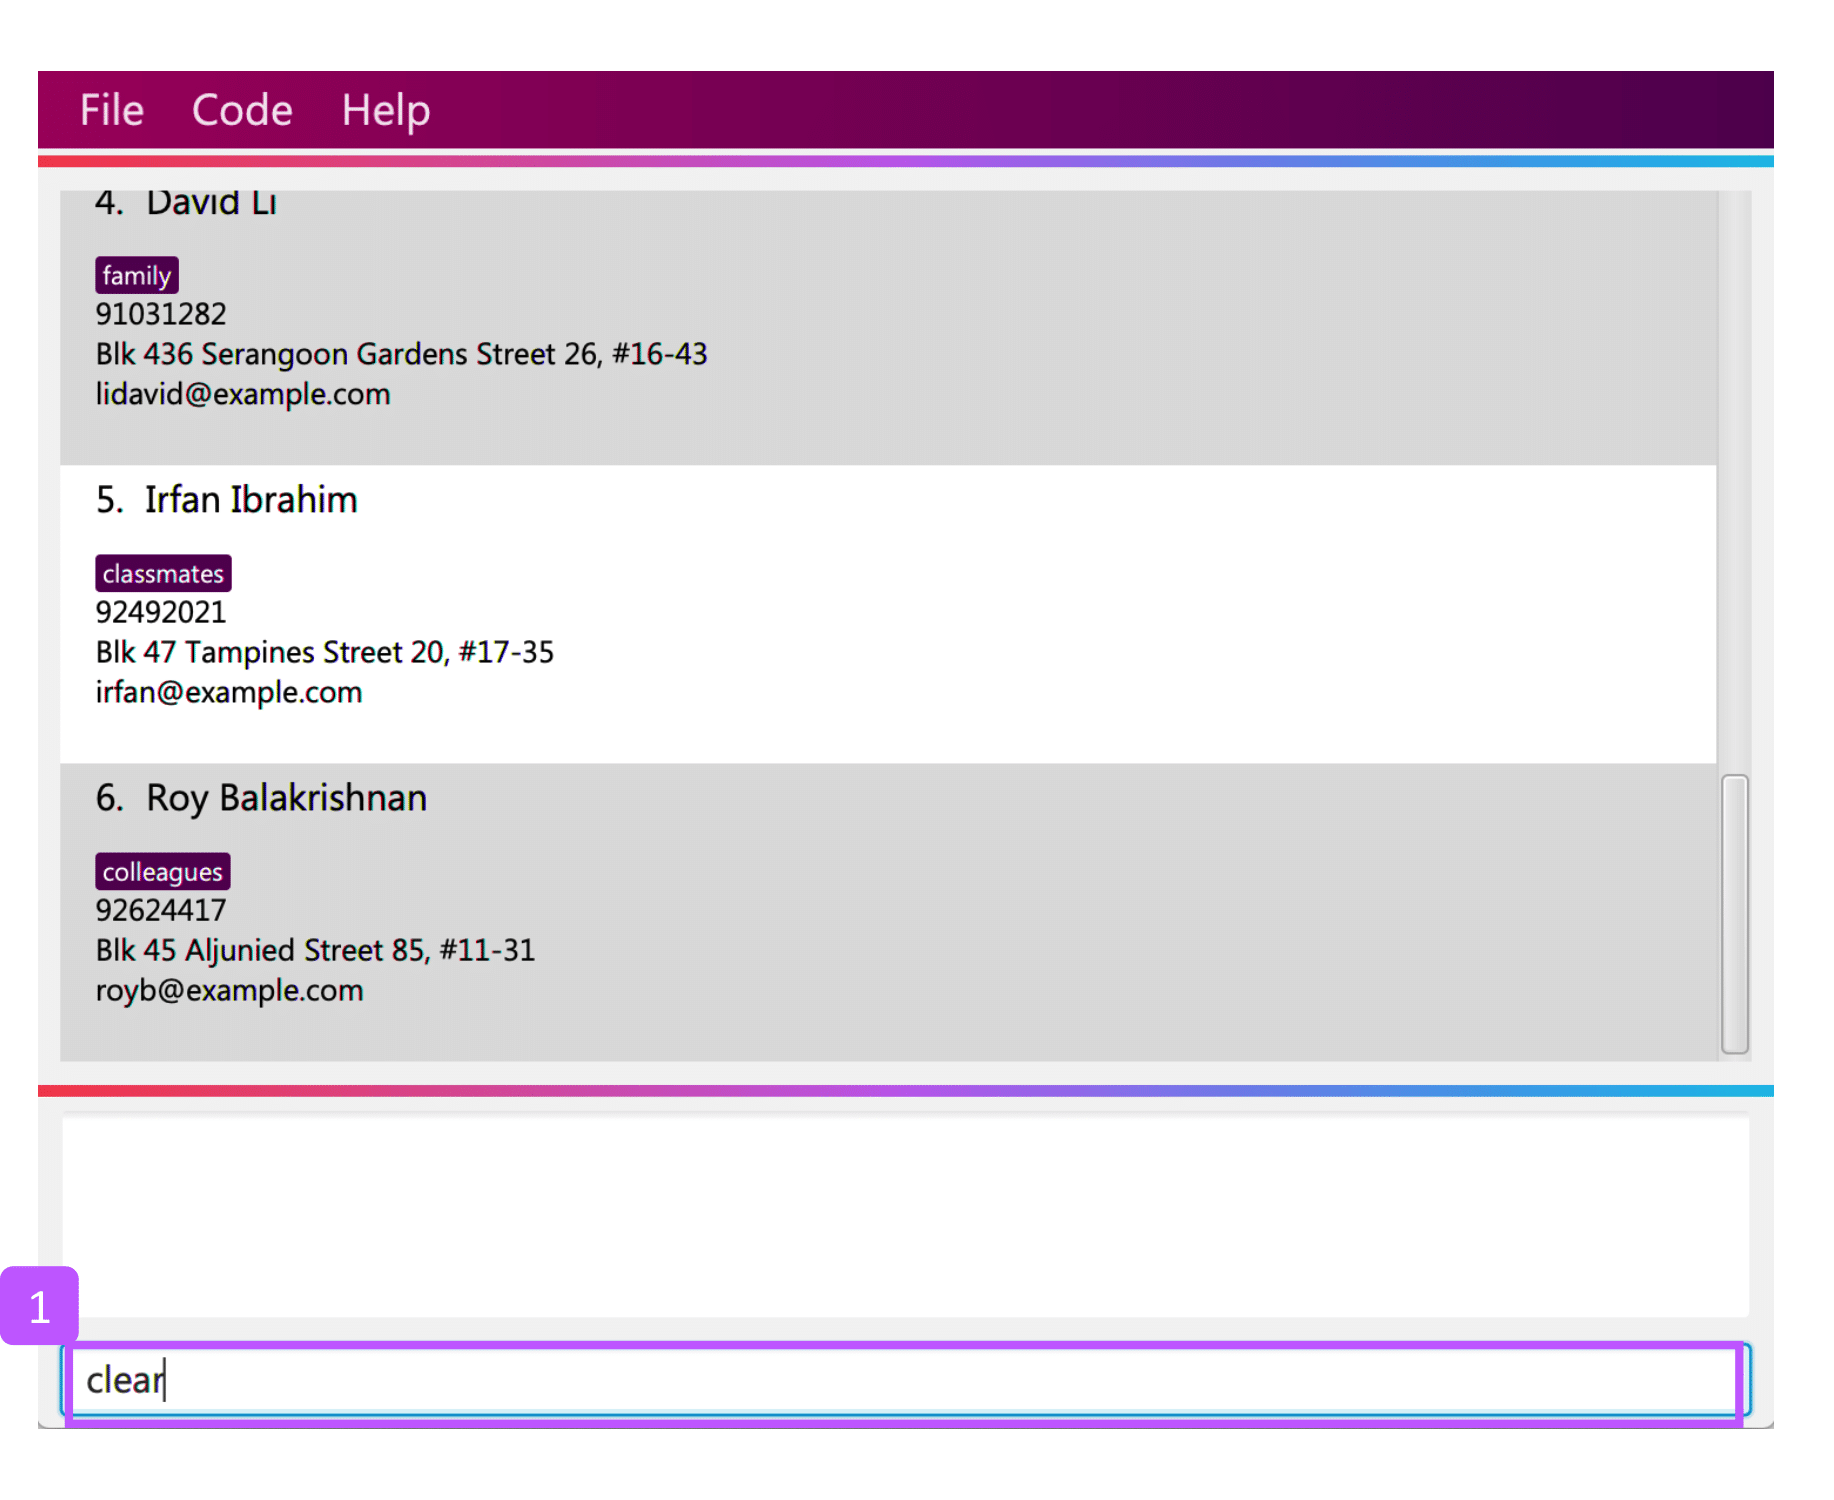 File Code Help
4. David Li
family
91031282
Blk 436 Serangoon Gardens Street 26, #16-43
lidavid@example.com
5. Irfan Ibrahim
classmates
92492021
Blk 47 Tampines Street 20, #17-35
irfan@example.com
6. Roy Balakrishnan
colleagues
92624417
Blk 45 Aljunied Street 85, #11-31
royb@example.com
1
clear